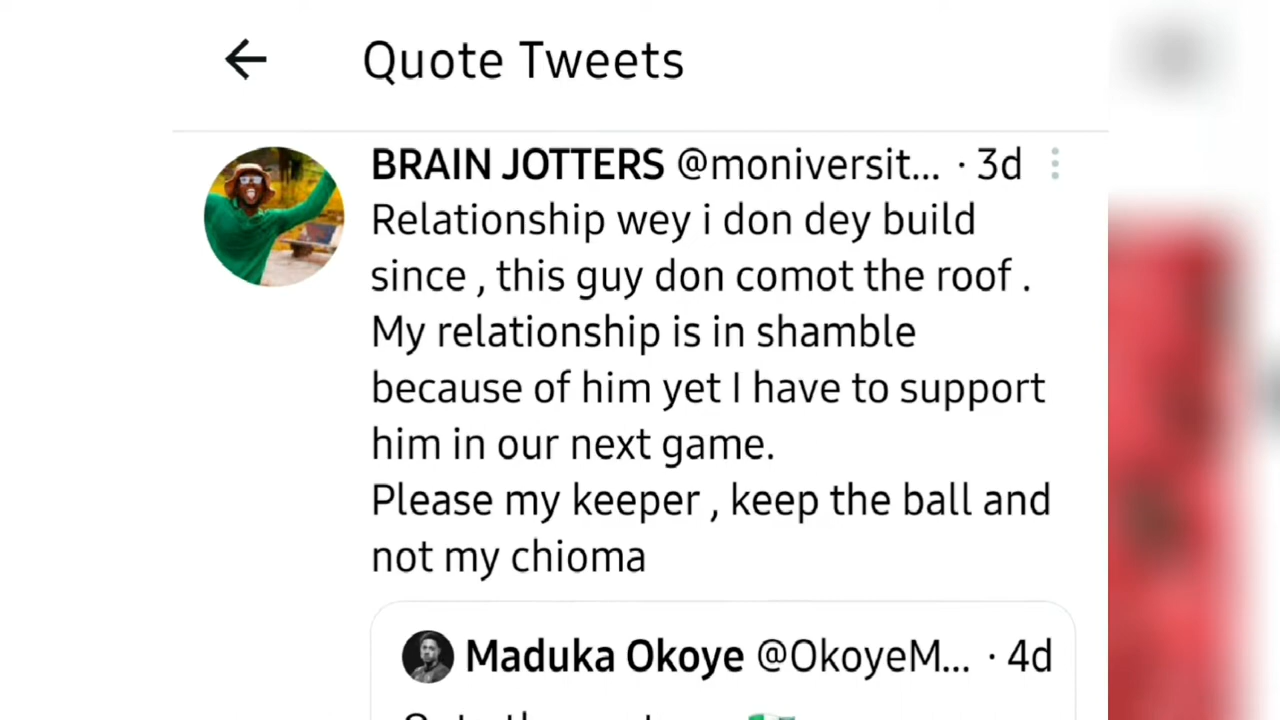 Quote Tweets
BRAIN JOTTERS @moniversit... · 3d
Relationship wey i don dey build
since , this guy don comot the roof .
My relationship is in shamble
because of him yet I have to support
him in our next game.
Please my keeper , keep the ball and
not my chioma
Maduka Okoye @OkoyeM... · 4d